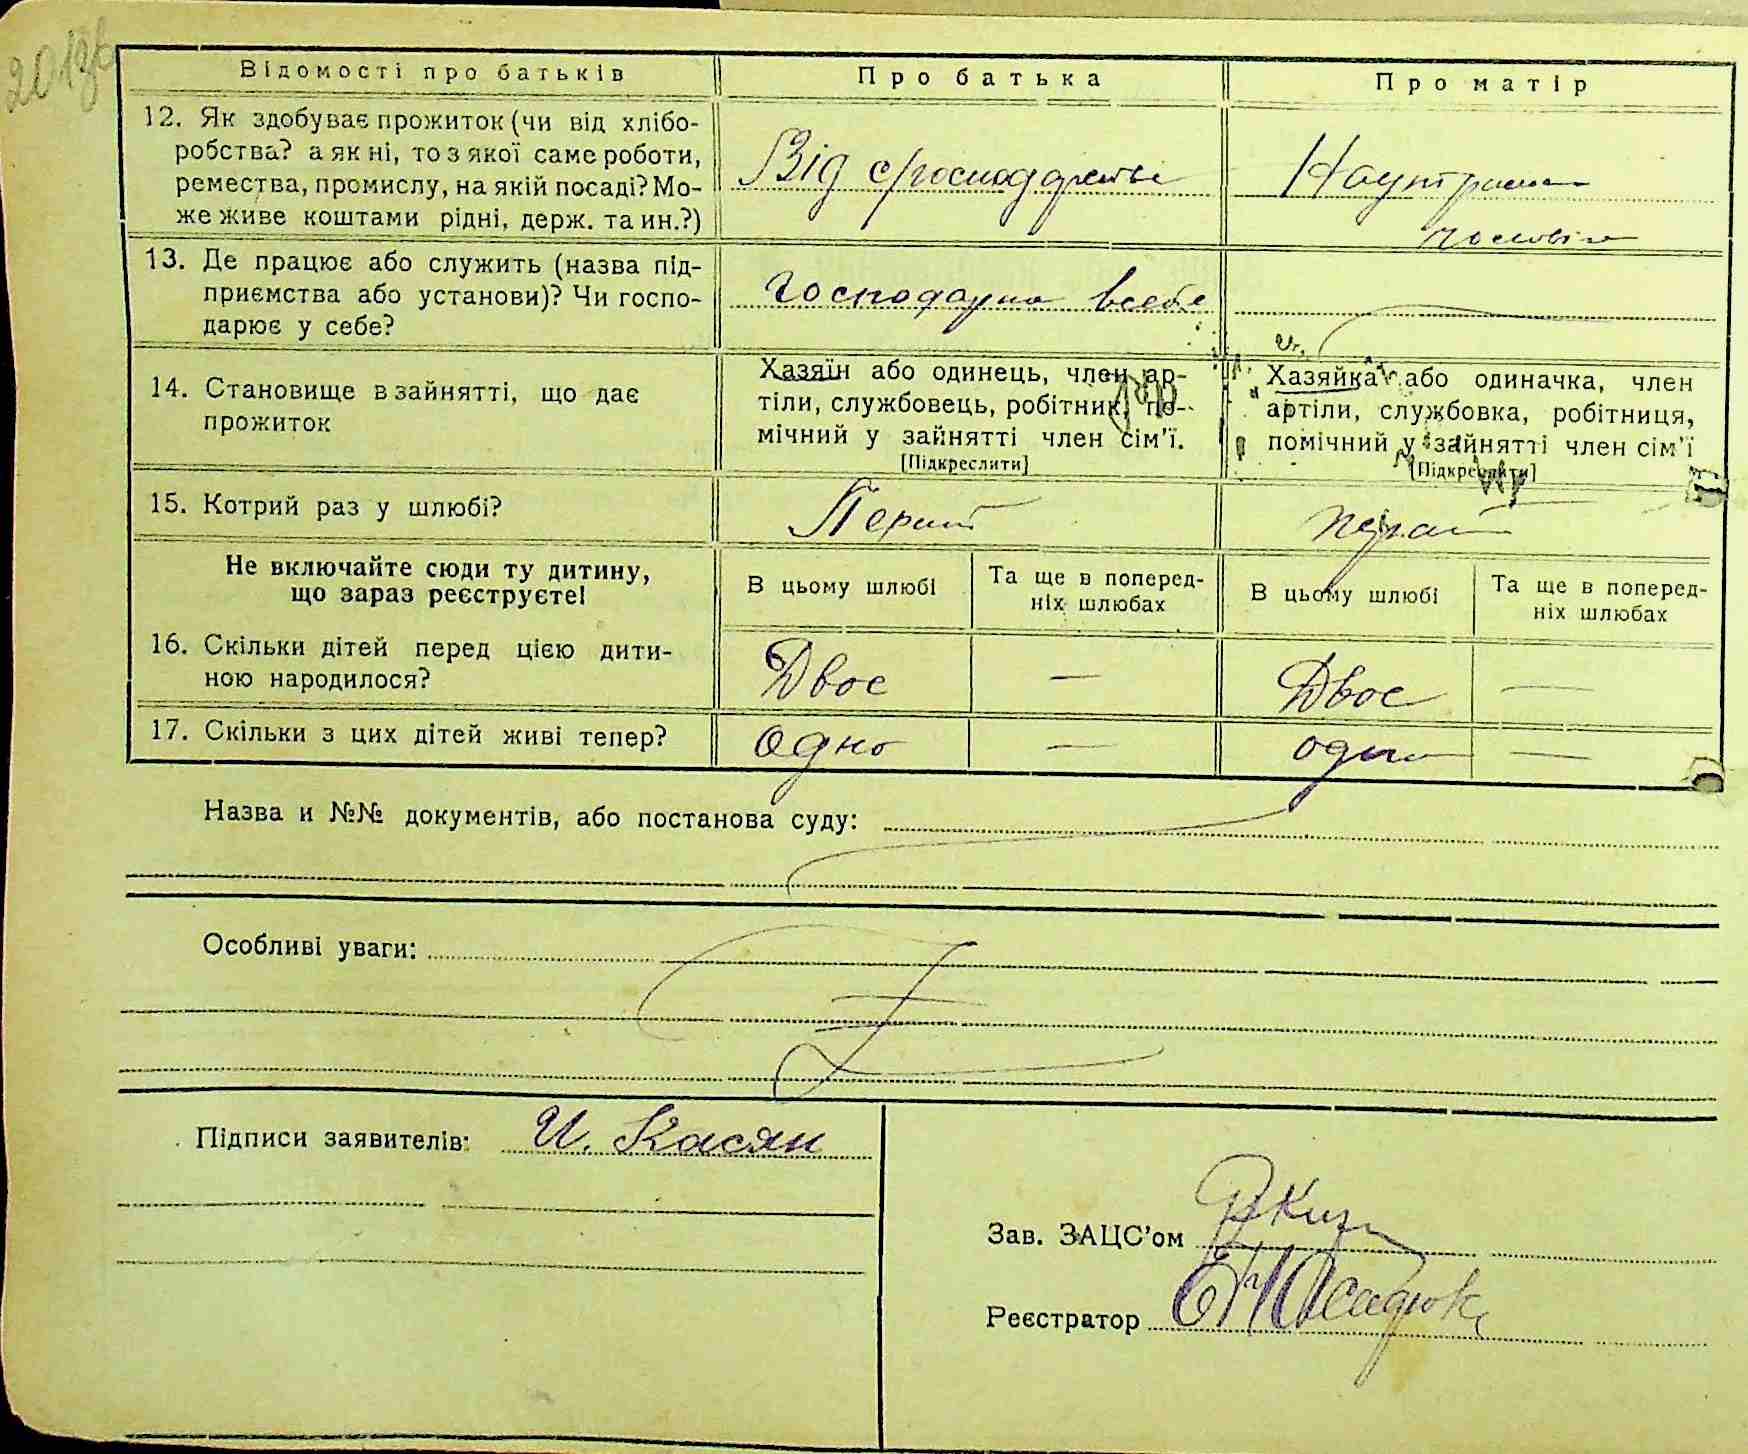 Відомості про батьків
Про батька
Про матір
12. Як здобуває прожиток (чи від хлібо-
робства? а як ні, то з якої саме роботи,
ремества, промислу, на якій посаді? Мо-
же живе коштами рідні, держ. та ин.?)
Від с/господарства
На утриманні
чоловіка
13. Де працює або служить (назва під-
приємства або установи)? Чи госпо-
дарює у себе?
господарює в себе
14. Становище в зайнятті, що дає
прожиток
Хазяїн або одинець, член ар-
тіли, службовець, робітник, по-
мічний у зайнятті член сім'ї.
[Підкреслити]
Хазяйка або одиначка, член
артіли, службовка, робітниця,
помічний у зайнятті член сім'ї
[Підкреслити]
15. Котрий раз у шлюбі?
Перший
Не включайте сюди ту дитину,
що зараз реєструєте!
В цьому шлюбі
Та ще в поперед-
ніх шлюбах
В цьому шлюбі
Та ще в поперед-
ніх шлюбах
16. Скільки дітей перед цією дити-
ною народилося?
Двоє
—
Двоє
—
17. Скільки з цих дітей живі тепер?
одно
—
—
Назва и №№ документів, або постанова суду:
Особливі уваги:
Підписи заявителів: И. Касян
Зав. ЗАЦС'ом
Реєстратор